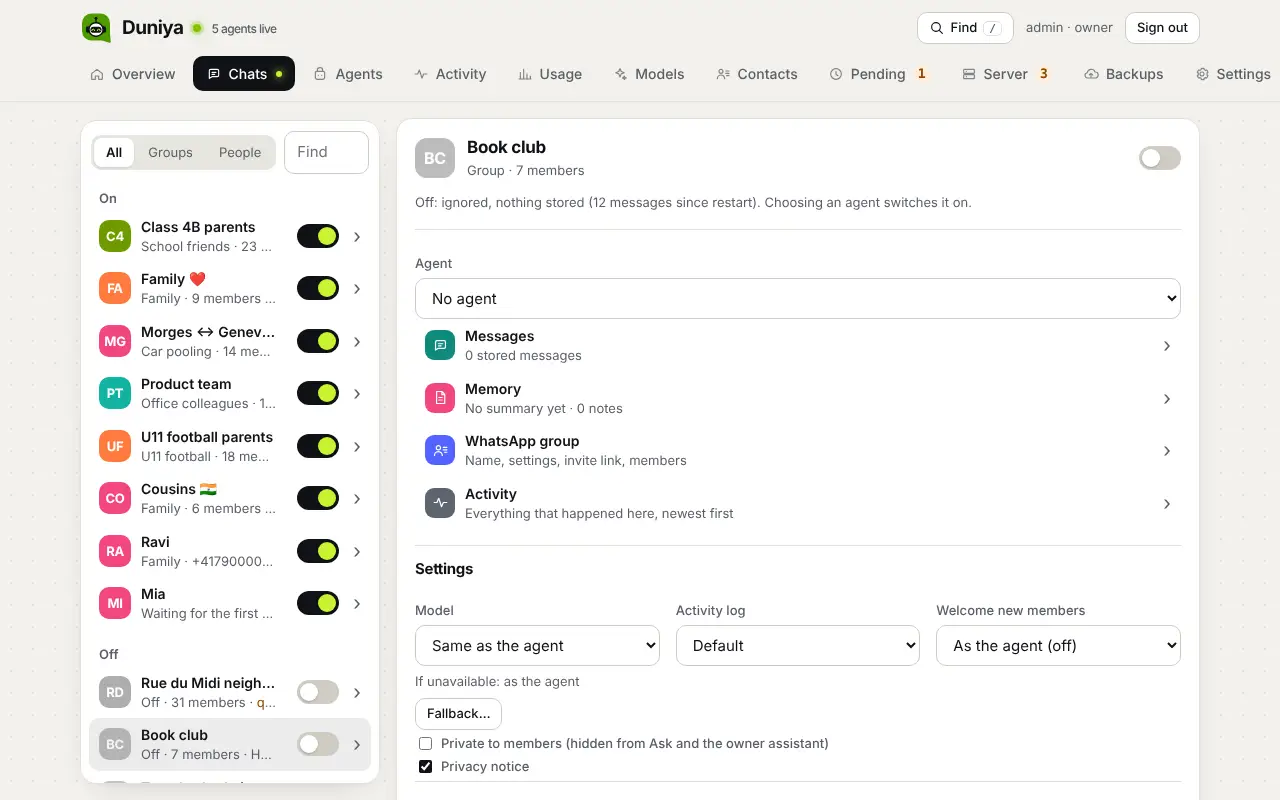 Duniya
5 agents live
Find /
admin · owner
Sign out
Overview
Chats
Agents
Activity
Usage
Models
Contacts
Pending 1
Server 3
Backups
Settings
All
Groups
People
Find
On
C4
Class 4B parents
School friends · 23 ...
FA
Family ❤️
Family · 9 members ...
MG
Morges ↔ Genev...
Car pooling · 14 me...
PT
Product team
Office colleagues · 1...
UF
U11 football parents
U11 football · 18 me...
CO
Cousins 🇮🇳
Family · 6 members ...
RA
Ravi
Family · +41790000...
MI
Mia
Waiting for the first ...
Off
RD
Rue du Midi neigh...
Off · 31 members · q...
BC
Book club
Off · 7 members · H...
BC
Book club
Group · 7 members
Off: ignored, nothing stored (12 messages since restart). Choosing an agent switches it on.
Agent
No agent
Messages
0 stored messages
Memory
No summary yet · 0 notes
WhatsApp group
Name, settings, invite link, members
Activity
Everything that happened here, newest first
Settings
Model
Activity log
Welcome new members
Same as the agent
Default
As the agent (off)
If unavailable: as the agent
Fallback...
Private to members (hidden from Ask and the owner assistant)
Privacy notice